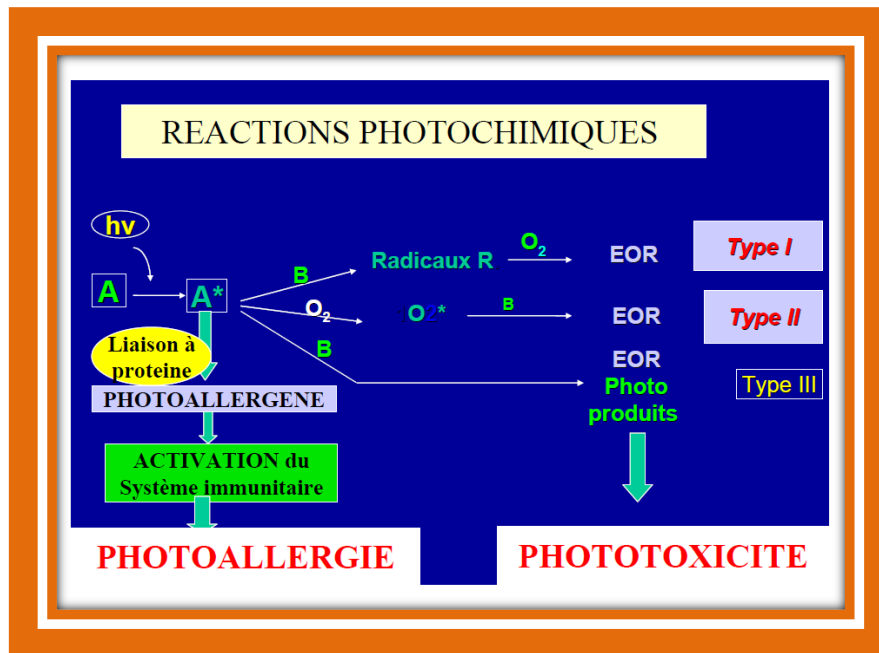 REACTIONS PHOTOCHIMIQUES
hv
A
A*
B
Radicaux R
O2
EOR
Type I
O2
1O2*
B
EOR
Type II
B
EOR
Photo
produits
Type III
Liaison à
proteine
PHOTOALLERGENE
ACTIVATION du
Système immunitaire
PHOTOALLERGIE
PHOTOTOXICITE